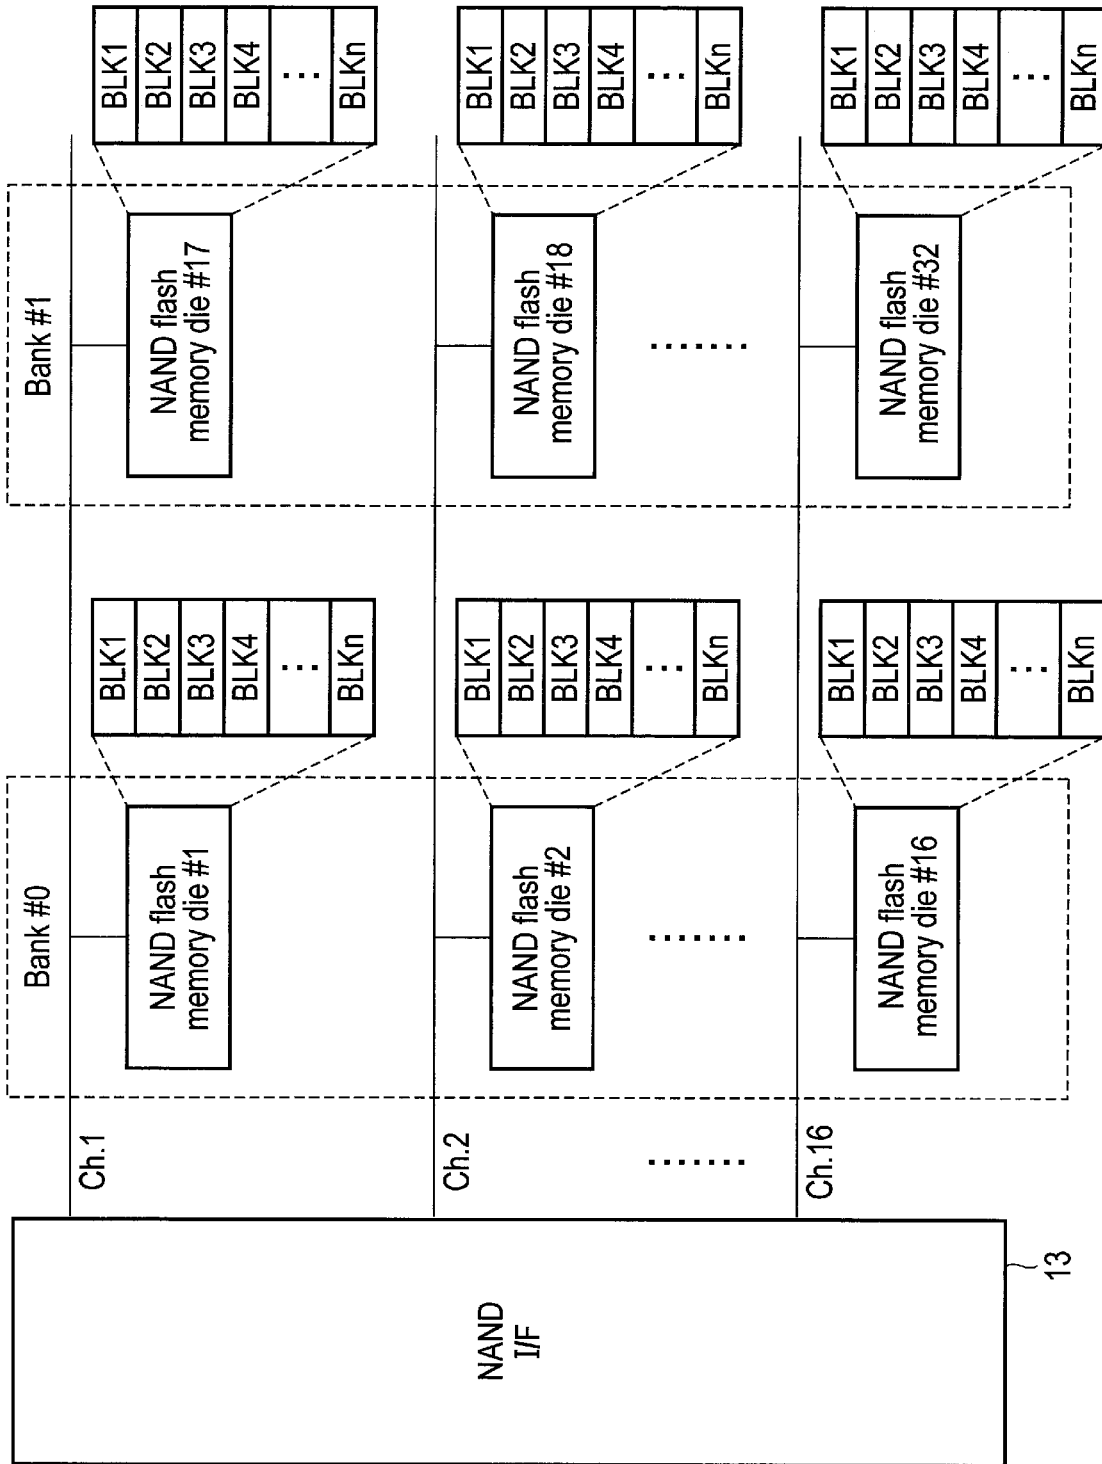 Bank #0
Bank #1
NAND
I/F
13
Ch.1
NAND flash
memory die #1
BLK1
BLK2
BLK3
BLK4
...
BLKn
NAND flash
memory die #17
BLK1
BLK2
BLK3
BLK4
...
BLKn
Ch.2
NAND flash
memory die #2
BLK1
BLK2
BLK3
BLK4
...
BLKn
NAND flash
memory die #18
BLK1
BLK2
BLK3
BLK4
...
BLKn
.......
.......
.......
Ch.16
NAND flash
memory die #16
BLK1
BLK2
BLK3
BLK4
...
BLKn
NAND flash
memory die #32
BLK1
BLK2
BLK3
BLK4
...
BLKn